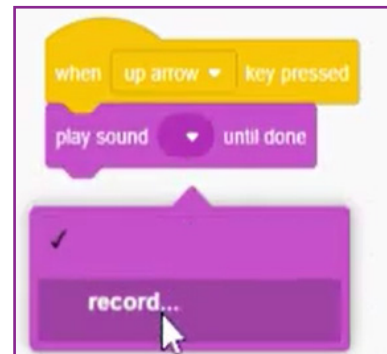 when up arrow key pressed
play sound until done
record...